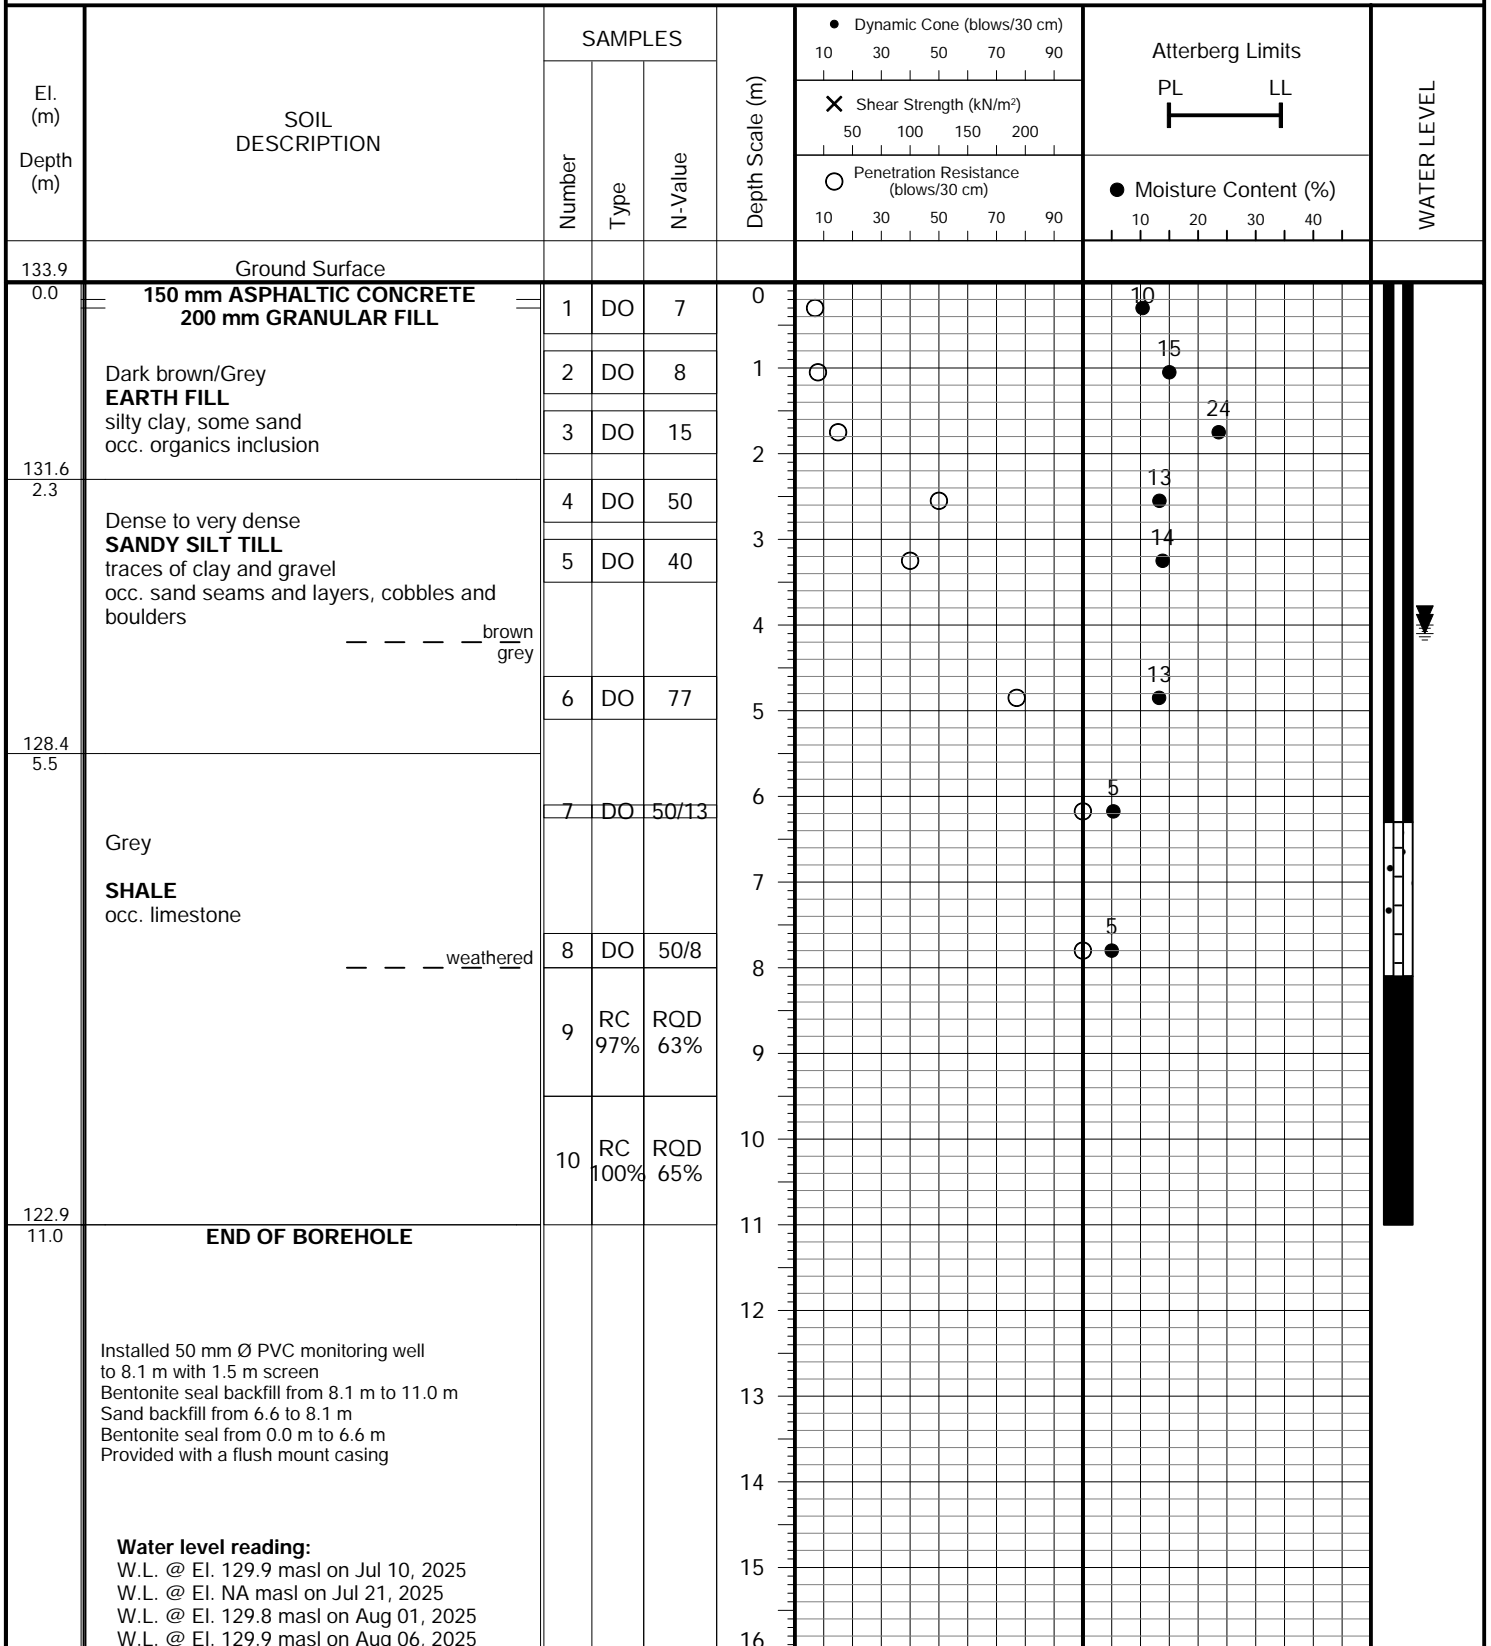 El.
(m)
Depth
(m)
SOIL
DESCRIPTION
SAMPLES
Number
Type
N-Value
Depth Scale (m)
• Dynamic Cone (blows/30 cm)
10 30 50 70 90
Shear Strength (kN/m²)
50 100 150 200
Penetration Resistance
(blows/30 cm)
10 30 50 70 90
Atterberg Limits
PL LL
• Moisture Content (%)
10 20 30 40
WATER LEVEL
133.9 Ground Surface
0.0 150 mm ASPHALTIC CONCRETE
200 mm GRANULAR FILL
Dark brown/Grey
EARTH FILL
silty clay, some sand
occ. organics inclusion
131.6
2.3
Dense to very dense
SANDY SILT TILL
traces of clay and gravel
occ. sand seams and layers, cobbles and
boulders
brown
grey
128.4
5.5
Grey
SHALE
occ. limestone
weathered
122.9
11.0 END OF BOREHOLE
1 DO 7
2 DO 8
3 DO 15
4 DO 50
5 DO 40
6 DO 77
7 DO 50/13
8 DO 50/8
9 RC 97% RQD 63%
10 RC 100% RQD 65%
0
1
2
3
4
5
6
7
8
9
10
11
12
13
14
15
16
10
15
24
13
14
13
5
5
Installed 50 mm Ø PVC monitoring well
to 8.1 m with 1.5 m screen
Bentonite seal backfill from 8.1 m to 11.0 m
Sand backfill from 6.6 to 8.1 m
Bentonite seal from 0.0 m to 6.6 m
Provided with a flush mount casing
Water level reading:
W.L. @ El. 129.9 masl on Jul 10, 2025
W.L. @ El. NA masl on Jul 21, 2025
W.L. @ El. 129.8 masl on Aug 01, 2025
W.L. @ El. 129.9 masl on Aug 06, 2025